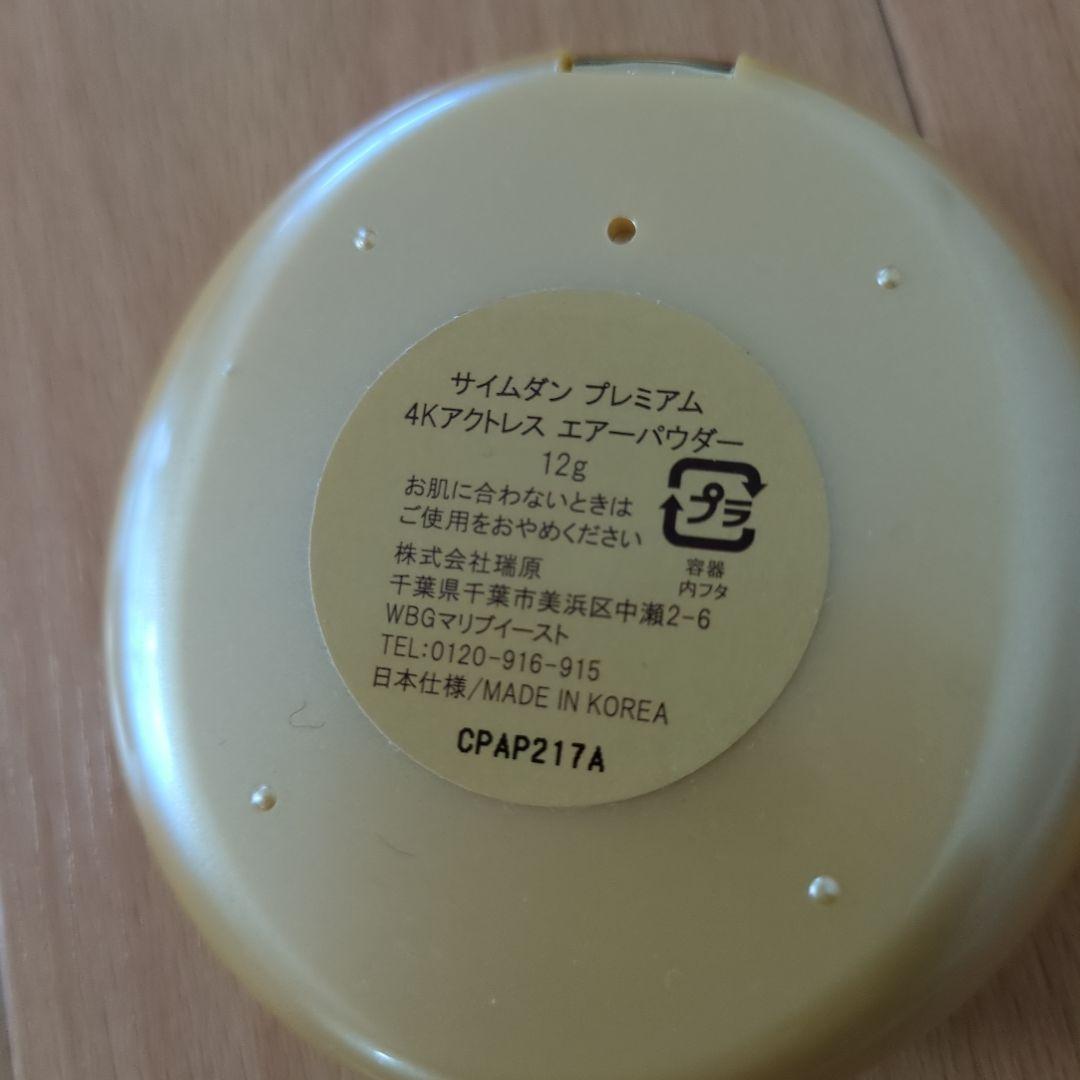 サイムダン プレミアム
4Kアクトレス エアーパウダー
12g
お肌に合わないときは
ご使用をおやめください
プラ
容器
内フタ
株式会社瑞原
千葉県千葉市美浜区中瀬2-6
WBGマリブイースト
TEL:0120-916-915
日本仕様/MADE IN KOREA
CPAP217A